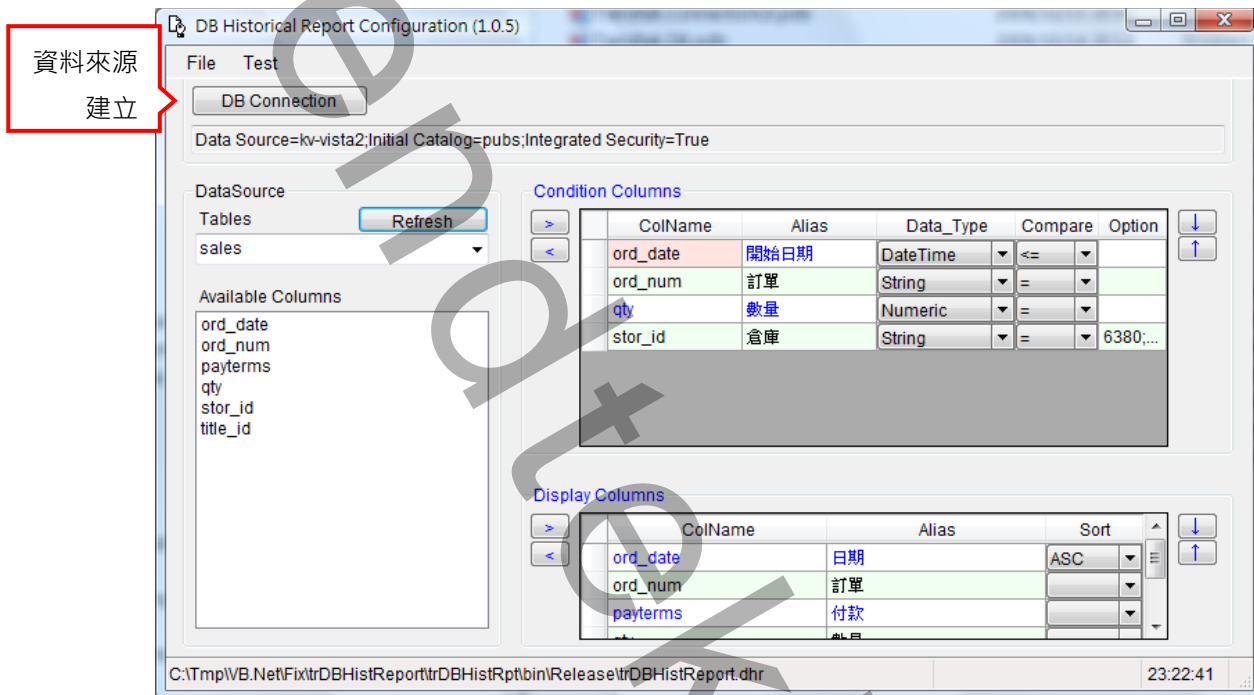 DB Historical Report Configuration (1.0.5)
資料來源
建立
File Test
DB Connection
Data Source=kv-vista2;Initial Catalog=pubs;Integrated Security=True
DataSource
Tables Refresh
sales
Available Columns
ord_date
ord_num
payterms
qty
stor_id
title_id
Condition Columns
> ColName Alias Data_Type Compare Option ↓
< ord_date 開始日期 DateTime <= ↑
ord_num 訂單 String =
qty 數量 Numeric =
stor_id 倉庫 String = 6380;...
Display Columns
> ColName Alias Sort ↓
< ord_date 日期 ASC ↑
ord_num 訂單
payterms 付款
C:\Tmp\VB.Net\Fix\trDBHistReport\trDBHistRpt\bin\Release\trDBHistReport.dhr 23:22:41
endtek